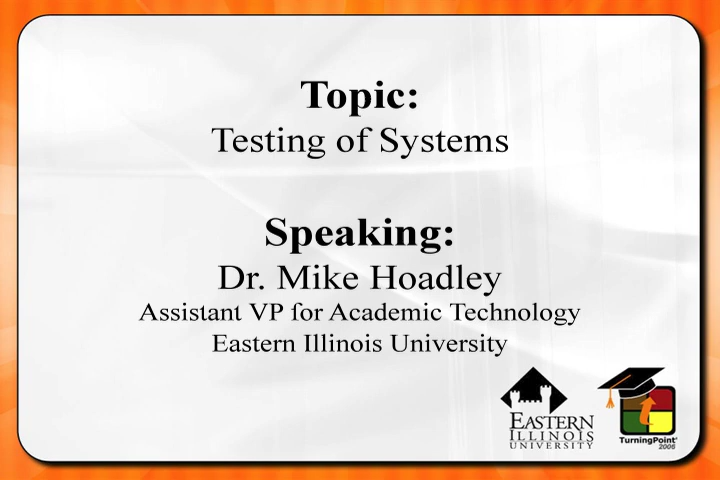 Topic:
Testing of Systems
Speaking:
Dr. Mike Hoadley
Assistant VP for Academic Technology
Eastern Illinois University
EASTERN
ILLINOIS
UNIVERSITY
TurningPoint®
2006